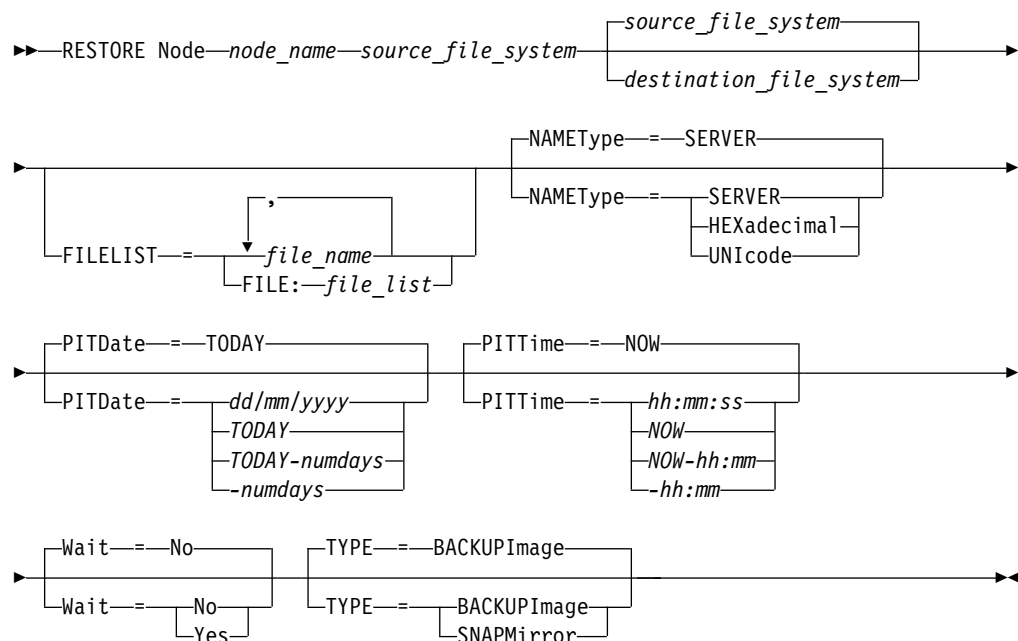 source_file_system
RESTORE Node node_name source_file_system
destination_file_system
NAMEType = SERVER
NAMEType = SERVER
,
HEXadecimal
FILELIST = file_name
UNIcode
FILE: file_list
PITDate = TODAY PITTime = NOW
PITDate = dd/mm/yyyy PITTime = hh:mm:ss
TODAY NOW
TODAY-numdays NOW-hh:mm
-numdays -hh:mm
Wait = No TYPE = BACKUPImage
Wait = No TYPE = BACKUPImage
Yes SNAPMirror